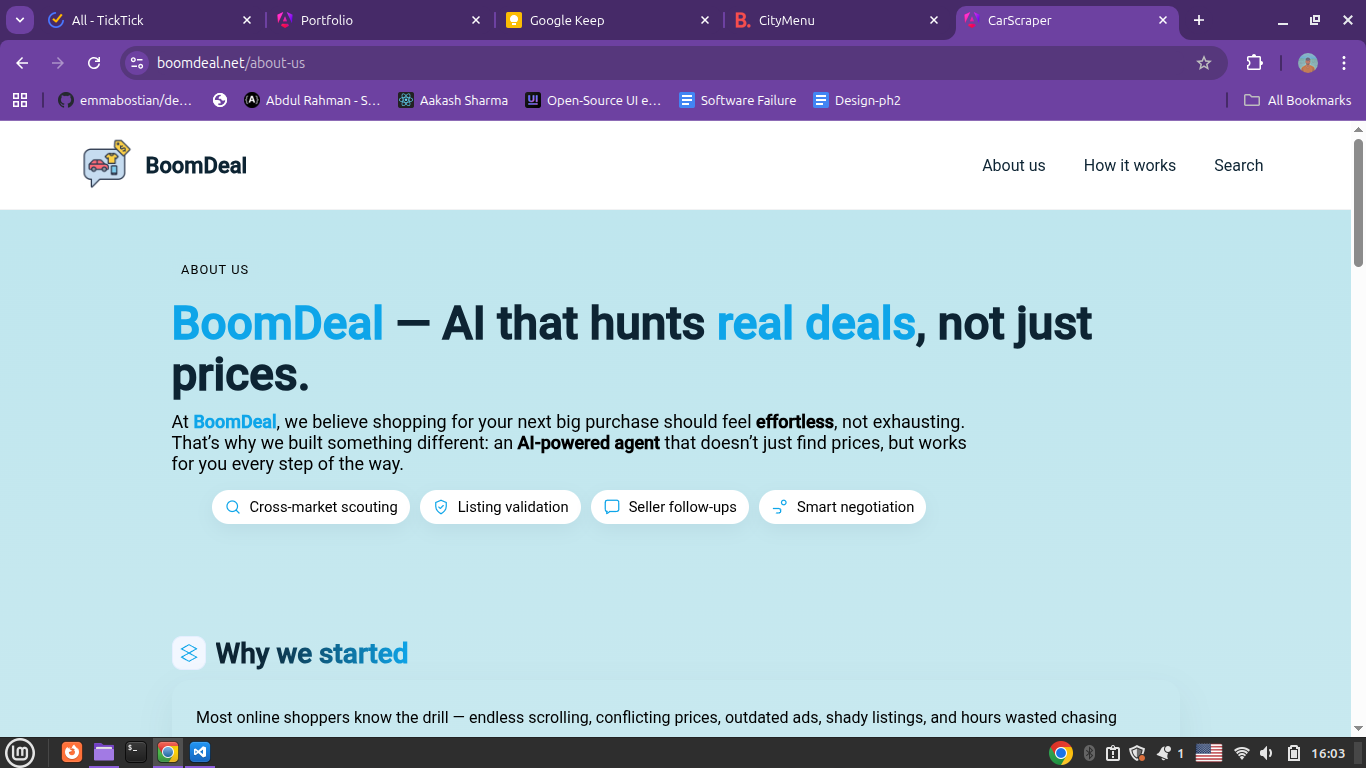 All - TickTick
Portfolio
Google Keep
CityMenu
CarScraper
boomdeal.net/about-us
emmabostian/de...
Abdul Rahman - S...
Aakash Sharma
Open-Source UI e...
Software Failure
Design-ph2
All Bookmarks
BoomDeal
About us
How it works
Search
ABOUT US
BoomDeal — AI that hunts real deals, not just
prices.
At BoomDeal, we believe shopping for your next big purchase should feel effortless, not exhausting.
That’s why we built something different: an AI-powered agent that doesn’t just find prices, but works
for you every step of the way.
Cross-market scouting
Listing validation
Seller follow-ups
Smart negotiation
Why we started
Most online shoppers know the drill — endless scrolling, conflicting prices, outdated ads, shady listings, and hours wasted chasing
1
16:03